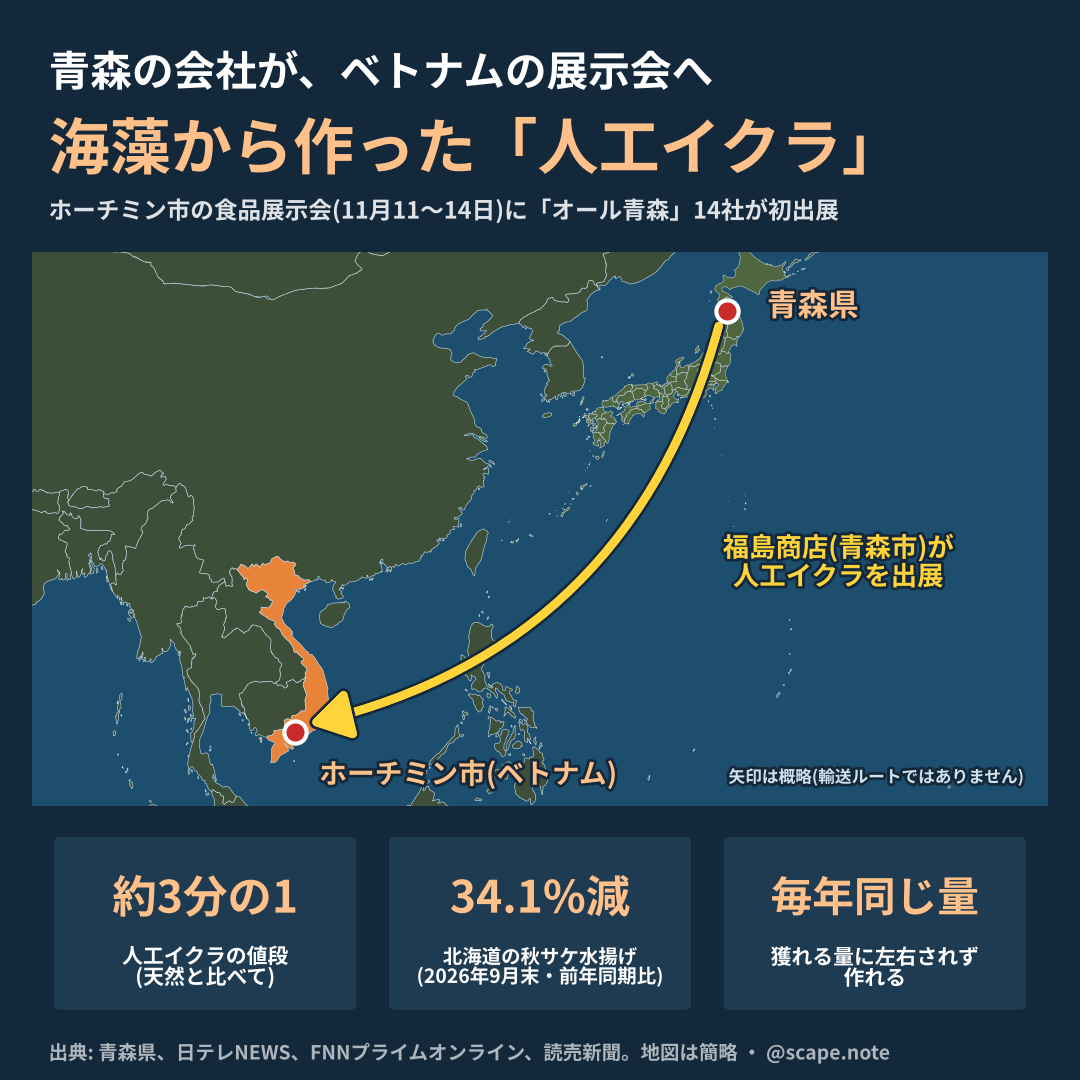 青森の会社が、ベトナムの展示会へ
海藻から作った「人工イクラ」
ホーチミン市の食品展示会(11月11〜14日)に「オール青森」14社が初出展
青森県
福島商店(青森市)が
人工イクラを出展
ホーチミン市(ベトナム)
矢印は概略(輸送ルートではありません)
約3分の1
人工イクラの値段
(天然と比べて)
34.1%減
北海道の秋サケ水揚げ
(2026年9月末・前年同期比)
毎年同じ量
獲れる量に左右されず
作れる
出典: 青森県、日テレNEWS、FNNプライムオンライン、読売新聞。地図は簡略 ・ @scape.note